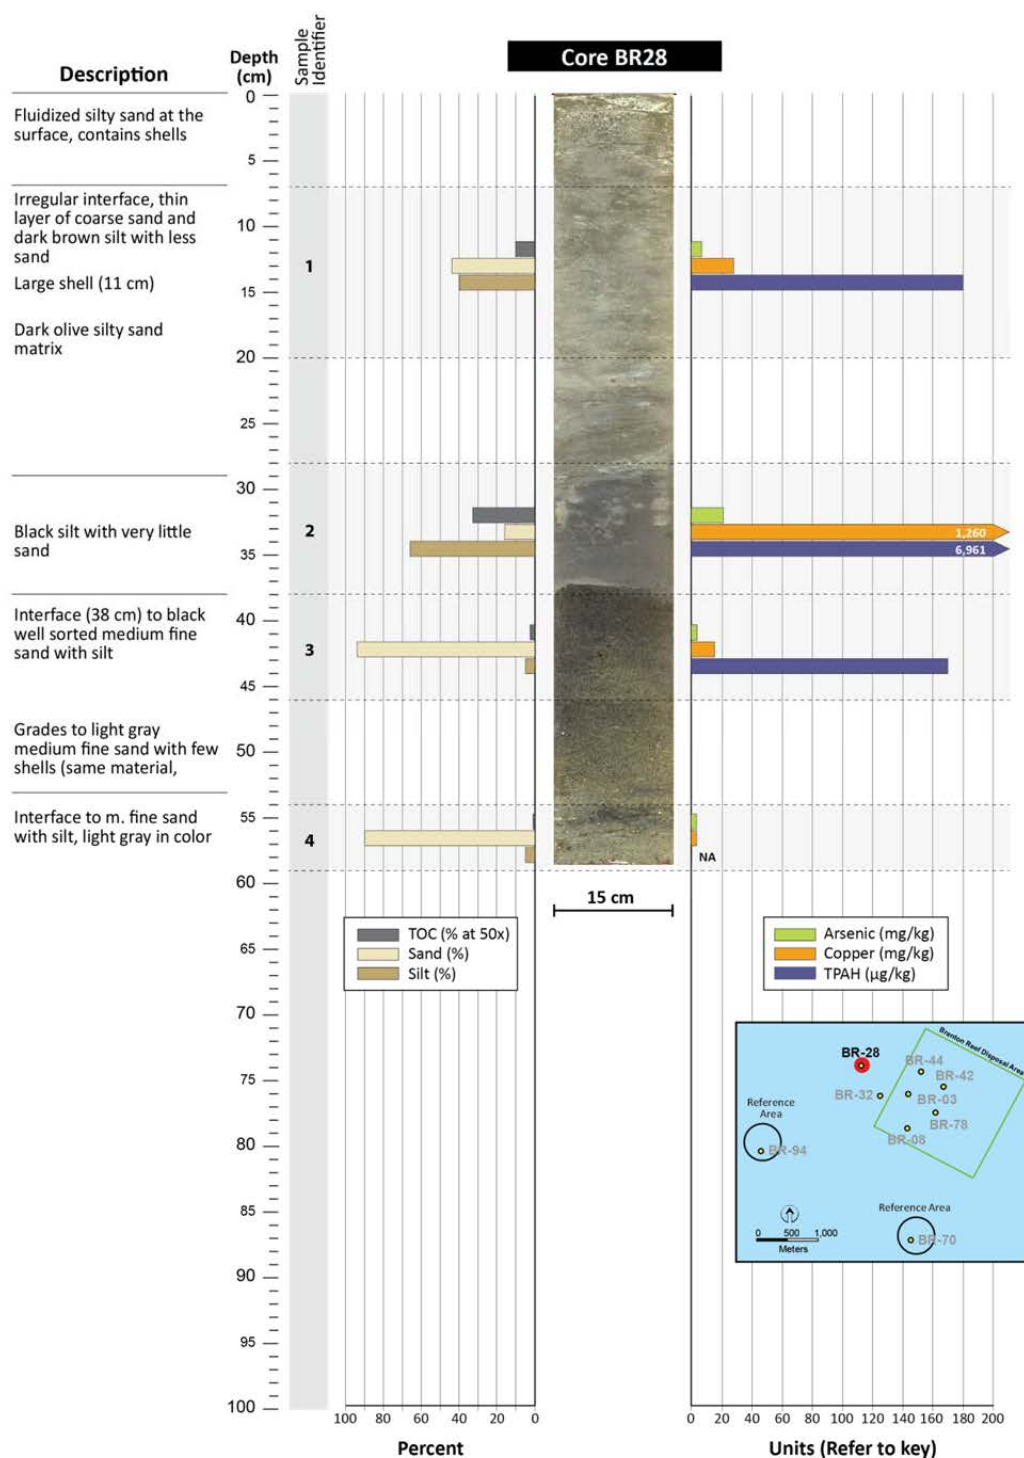 Core BR28
Description
Depth
(cm)
Sample
Identifier
Fluidized silty sand at the
surface, contains shells
Irregular interface, thin
layer of coarse sand and
dark brown silt with less
sand
Large shell (11 cm)
Dark olive silty sand
matrix
Black silt with very little
sand
Interface (38 cm) to black
well sorted medium fine
sand with silt
Grades to light gray
medium fine sand with few
shells (same material,
Interface to m. fine sand
with silt, light gray in color
0
5
10
15
20
25
30
35
40
45
50
55
60
65
70
75
80
85
90
95
100
1
2
3
4
1,260
6,961
NA
15 cm
TOC (% at 50x)
Sand (%)
Silt (%)
Arsenic (mg/kg)
Copper (mg/kg)
TPAH (µg/kg)
Brenton Reef Disposal Area
BR-28
BR-44
BR-42
BR-32
BR-03
BR-78
BR-08
Reference
Area
BR-94
Reference Area
BR-70
0 500 1,000
Meters
100 80 60 40 20 0
Percent
0 20 40 60 80 100 120 140 160 180 200
Units (Refer to key)